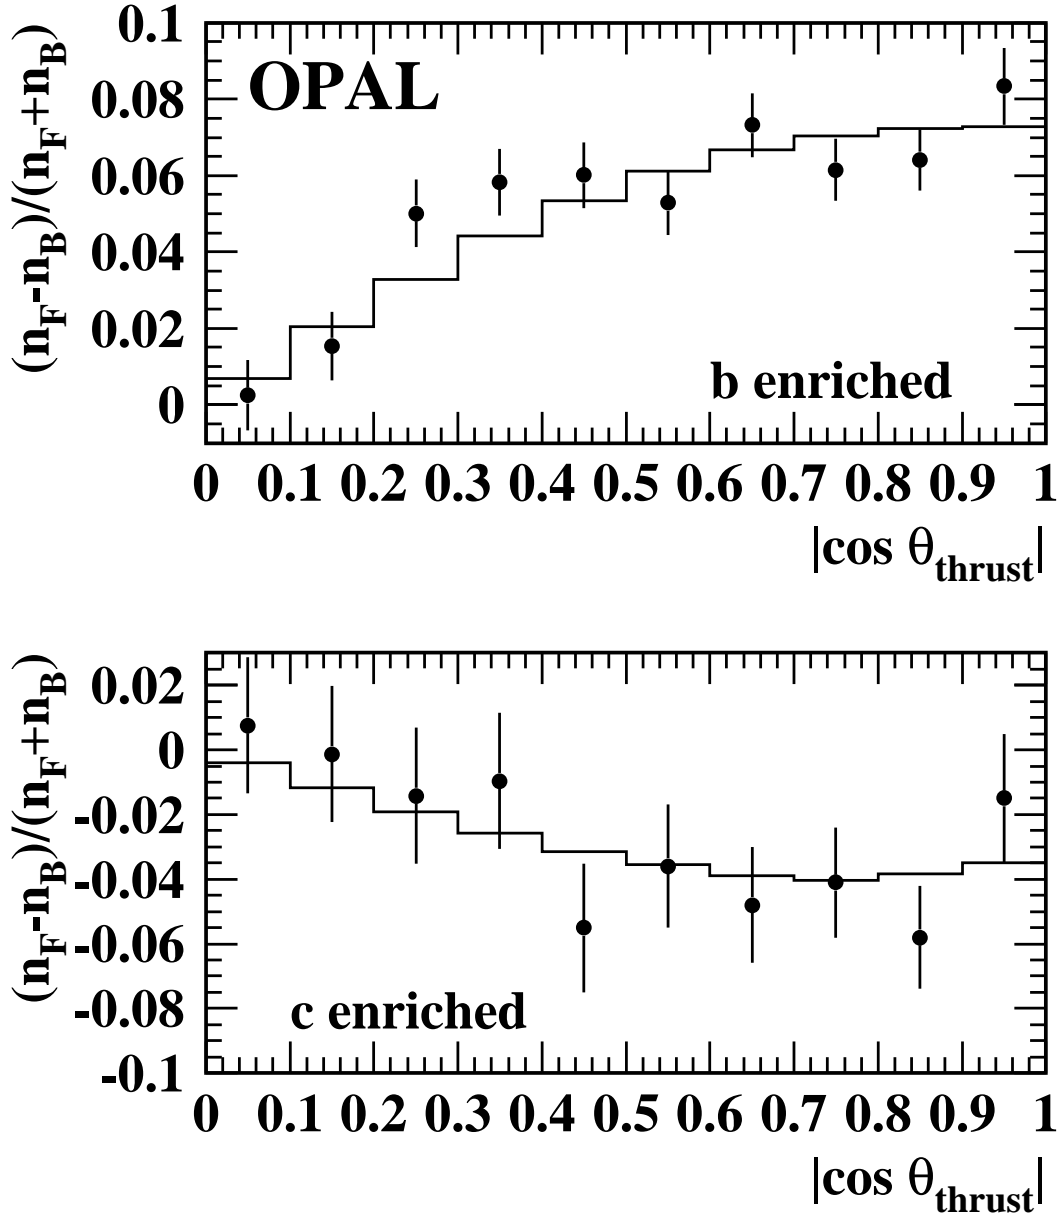 (n_F-n_B)/(n_F+n_B)
0.1
0.08
0.06
0.04
0.02
0
OPAL
b enriched
0 0.1 0.2 0.3 0.4 0.5 0.6 0.7 0.8 0.9 1
|cos θ_thrust|
(n_F-n_B)/(n_F+n_B)
0.02
0
-0.02
-0.04
-0.06
-0.08
-0.1
c enriched
0 0.1 0.2 0.3 0.4 0.5 0.6 0.7 0.8 0.9 1
|cos θ_thrust|